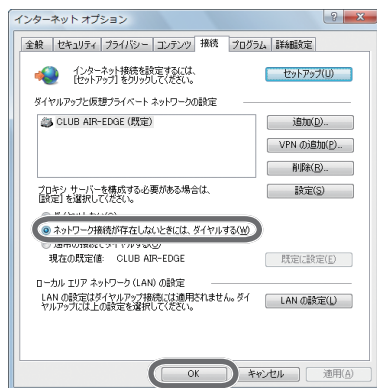 インターネット オプション
全般 セキュリティ プライバシー コンテンツ 接続 プログラム 詳細設定
インターネット接続を設定するには、
[セットアップ] をクリックしてください。
セットアップ(U)
ダイヤルアップと仮想プライベート ネットワークの設定
CLUB AIR-EDGE (既定)
追加(D)...
VPN の追加(P)...
削除(R)...
プロキシ サーバーを構成する必要がある場合は、
[設定] を選択してください。
設定(S)
ネットワーク接続が存在しないときには、ダイヤルする(W)
現在の既定値: CLUB AIR-EDGE
既定に設定(E)
ローカル エリア ネットワーク (LAN) の設定
LAN の設定はダイヤルアップ接続には適用されません。ダイ
ヤルアップには上の設定を選択してください。
LAN の設定(L)
OK キャンセル 適用(A)